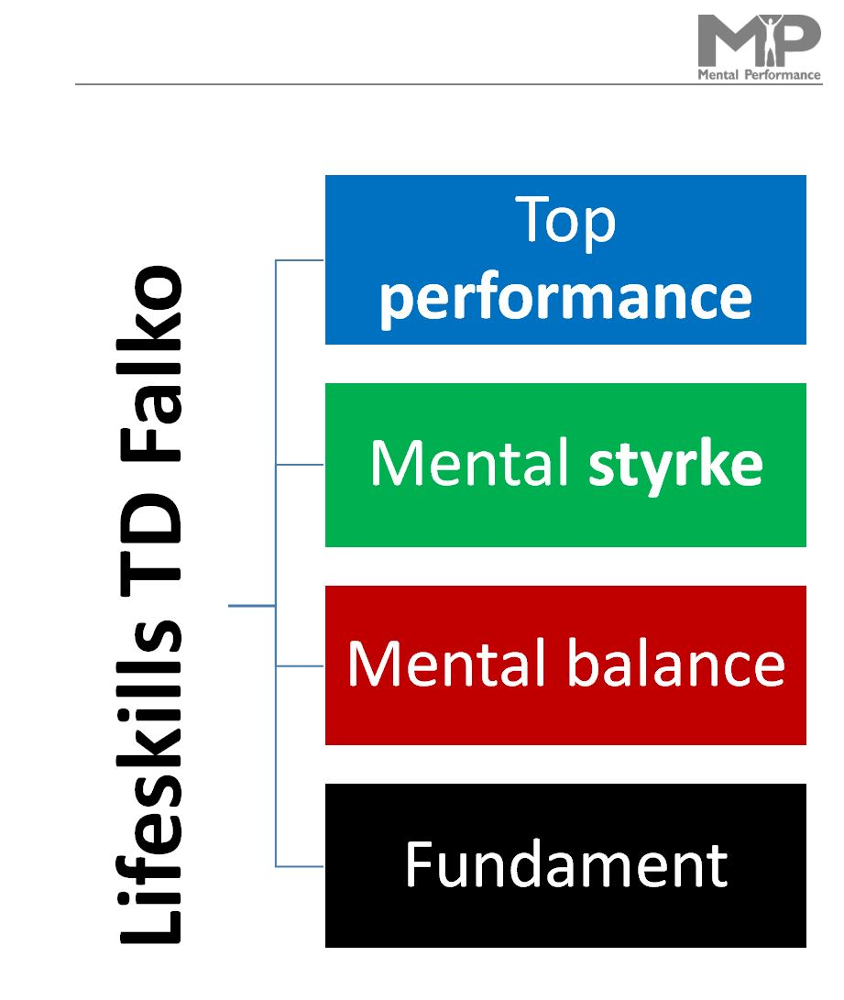 MP
Mental Performance
Lifeskills TD Falko
Top
performance
Mental styrke
Mental balance
Fundament